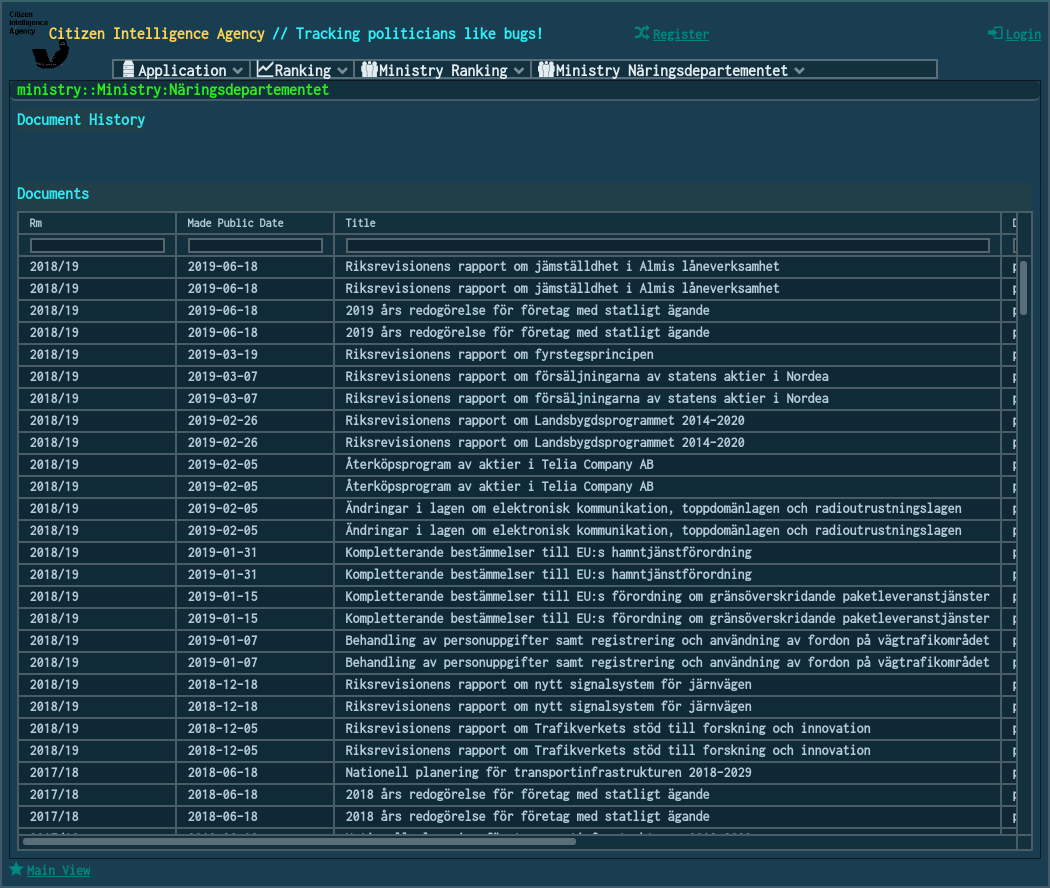 Citizen
Intelligence
Agency
Citizen Intelligence Agency // Tracking politicians like bugs!
Register
Login
Application
Ranking
Ministry Ranking
Ministry Näringsdepartementet
ministry::Ministry:Näringsdepartementet
Document History
Documents
Rm Made Public Date Title
2018/19 2019-06-18 Riksrevisionens rapport om jämställdhet i Almis låneverksamhet
2018/19 2019-06-18 Riksrevisionens rapport om jämställdhet i Almis låneverksamhet
2018/19 2019-06-18 2019 års redogörelse för företag med statligt ägande
2018/19 2019-06-18 2019 års redogörelse för företag med statligt ägande
2018/19 2019-03-19 Riksrevisionens rapport om fyrstegsprincipen
2018/19 2019-03-07 Riksrevisionens rapport om försäljningarna av statens aktier i Nordea
2018/19 2019-03-07 Riksrevisionens rapport om försäljningarna av statens aktier i Nordea
2018/19 2019-02-26 Riksrevisionens rapport om Landsbygdsprogrammet 2014-2020
2018/19 2019-02-26 Riksrevisionens rapport om Landsbygdsprogrammet 2014-2020
2018/19 2019-02-05 Återköpsprogram av aktier i Telia Company AB
2018/19 2019-02-05 Återköpsprogram av aktier i Telia Company AB
2018/19 2019-02-05 Ändringar i lagen om elektronisk kommunikation, toppdomänlagen och radioutrustningslagen
2018/19 2019-02-05 Ändringar i lagen om elektronisk kommunikation, toppdomänlagen och radioutrustningslagen
2018/19 2019-01-31 Kompletterande bestämmelser till EU:s hamntjänstförordning
2018/19 2019-01-31 Kompletterande bestämmelser till EU:s hamntjänstförordning
2018/19 2019-01-15 Kompletterande bestämmelser till EU:s förordning om gränsöverskridande paketleveranstjänster
2018/19 2019-01-15 Kompletterande bestämmelser till EU:s förordning om gränsöverskridande paketleveranstjänster
2018/19 2019-01-07 Behandling av personuppgifter samt registrering och användning av fordon på vägtrafikområdet
2018/19 2019-01-07 Behandling av personuppgifter samt registrering och användning av fordon på vägtrafikområdet
2018/19 2018-12-18 Riksrevisionens rapport om nytt signalsystem för järnvägen
2018/19 2018-12-18 Riksrevisionens rapport om nytt signalsystem för järnvägen
2018/19 2018-12-05 Riksrevisionens rapport om Trafikverkets stöd till forskning och innovation
2018/19 2018-12-05 Riksrevisionens rapport om Trafikverkets stöd till forskning och innovation
2017/18 2018-06-18 Nationell planering för transportinfrastrukturen 2018-2029
2017/18 2018-06-18 2018 års redogörelse för företag med statligt ägande
2017/18 2018-06-18 2018 års redogörelse för företag med statligt ägande
Main View